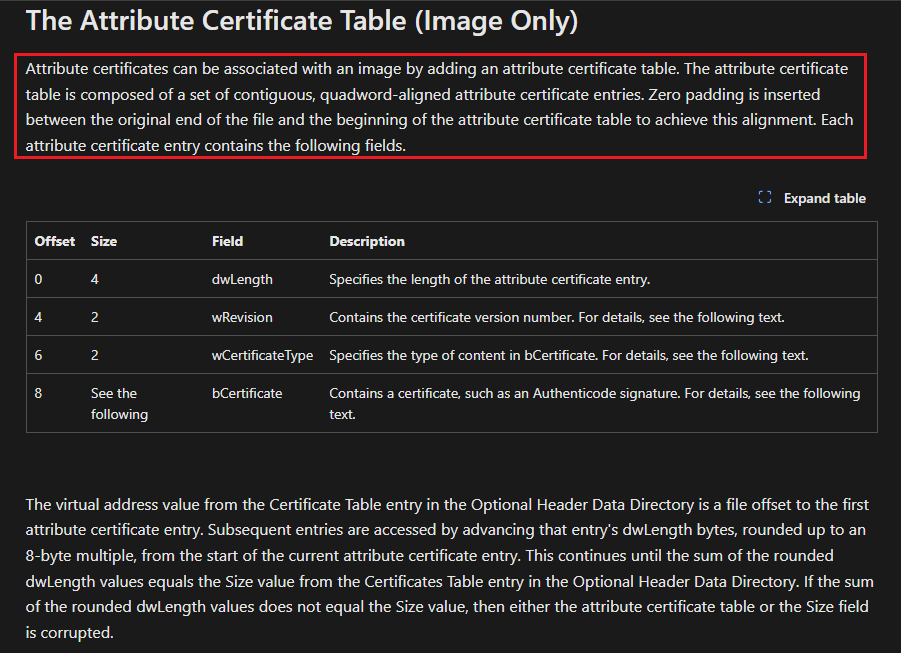 The Attribute Certificate Table (Image Only)
Attribute certificates can be associated with an image by adding an attribute certificate table. The attribute certificate
table is composed of a set of contiguous, quadword-aligned attribute certificate entries. Zero padding is inserted
between the original end of the file and the beginning of the attribute certificate table to achieve this alignment. Each
attribute certificate entry contains the following fields.
Expand table
Offset Size Field Description
0 4 dwLength Specifies the length of the attribute certificate entry.
4 2 wRevision Contains the certificate version number. For details, see the following text.
6 2 wCertificateType Specifies the type of content in bCertificate. For details, see the following text.
8 See the bCertificate Contains a certificate, such as an Authenticode signature. For details, see the following
following text.
The virtual address value from the Certificate Table entry in the Optional Header Data Directory is a file offset to the first
attribute certificate entry. Subsequent entries are accessed by advancing that entry's dwLength bytes, rounded up to an
8-byte multiple, from the start of the current attribute certificate entry. This continues until the sum of the rounded
dwLength values equals the Size value from the Certificates Table entry in the Optional Header Data Directory. If the sum
of the rounded dwLength values does not equal the Size value, then either the attribute certificate table or the Size field
is corrupted.